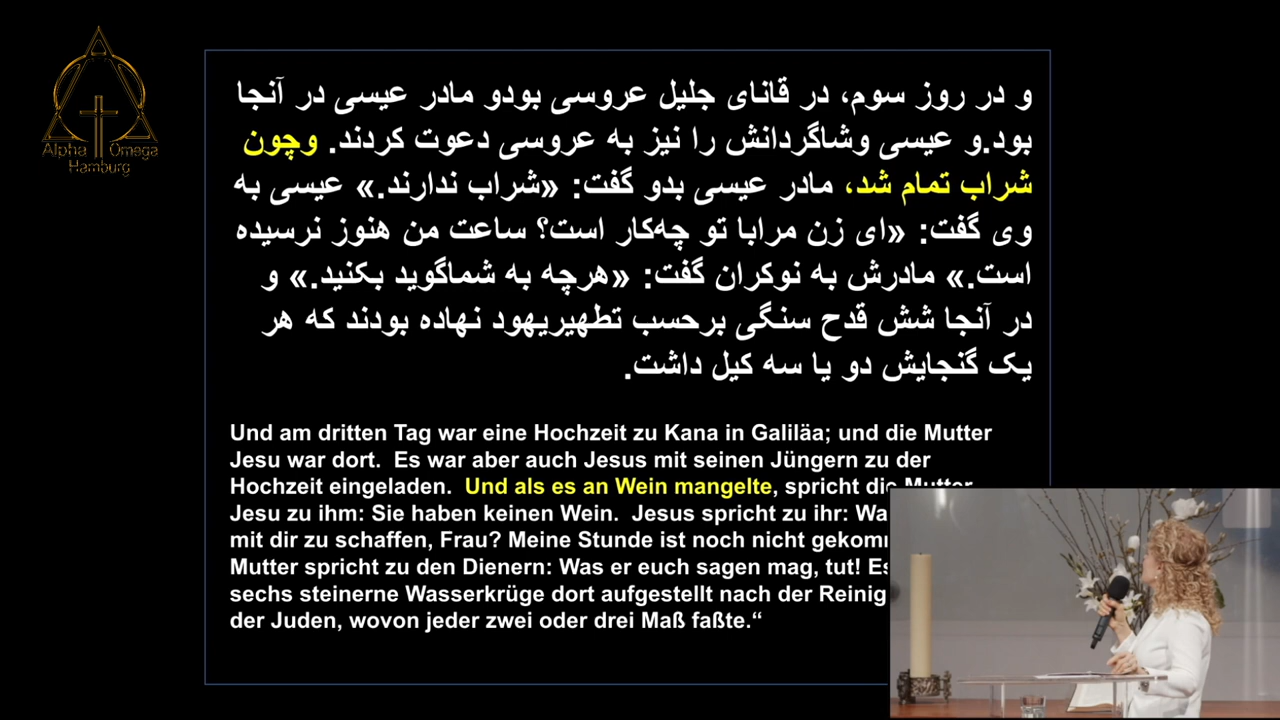 Alpha Omega
Hamburg
و در روز سوم، در قانای جلیل عروسی بودو مادر عیسی در آنجا
بود.و عیسی وشاگردانش را نیز به عروسی دعوت کردند. وچون
شراب تمام شد، مادر عیسی بدو گفت: «شراب ندارند.» عیسی به
وی گفت: «ای زن مرابا تو چه‌کار است؟ ساعت من هنوز نرسیده
است.» مادرش به نوکران گفت: «هرچه به شماگوید بکنید.» و
در آنجا شش قدح سنگی برحسب تطهیریهود نهاده بودند که هر
یک گنجایش دو یا سه کیل داشت.
Und am dritten Tag war eine Hochzeit zu Kana in Galiläa; und die Mutter
Jesu war dort. Es war aber auch Jesus mit seinen Jüngern zu der
Hochzeit eingeladen. Und als es an Wein mangelte, spricht die Mutter
Jesu zu ihm: Sie haben keinen Wein. Jesus spricht zu ihr:
mit dir zu schaffen, Frau? Meine Stunde ist noch nicht
Mutter spricht zu den Dienern: Was er euch sagen mag, tut!
sechs steinerne Wasserkrüge dort aufgestellt nach der
der Juden, wovon jeder zwei oder drei Maß faßte.“